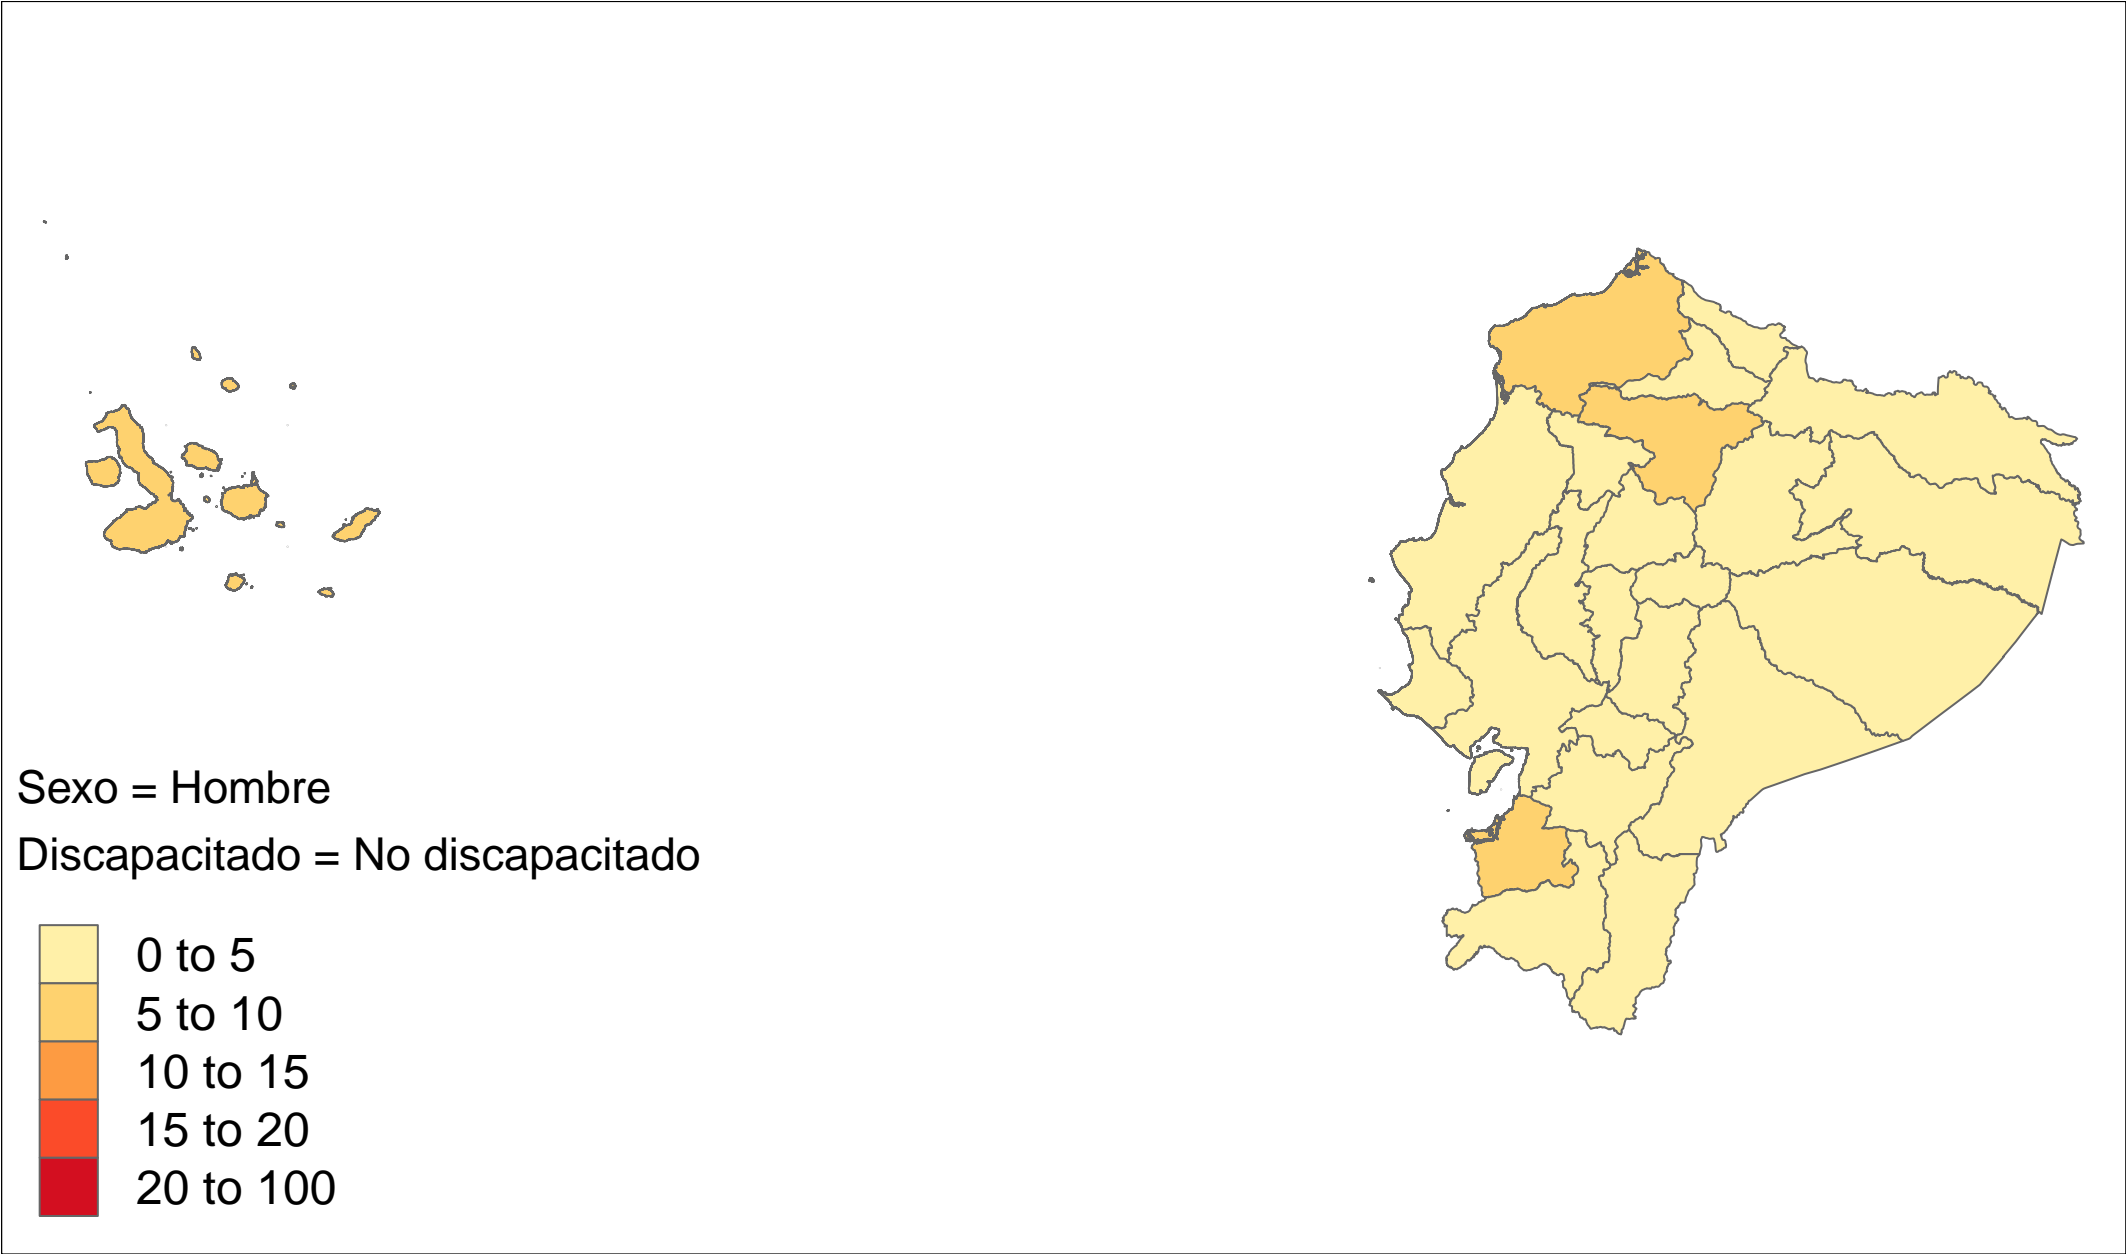 Sexo = Hombre
Discapacitado = No discapacitado
0 to 5
5 to 10
10 to 15
15 to 20
20 to 100